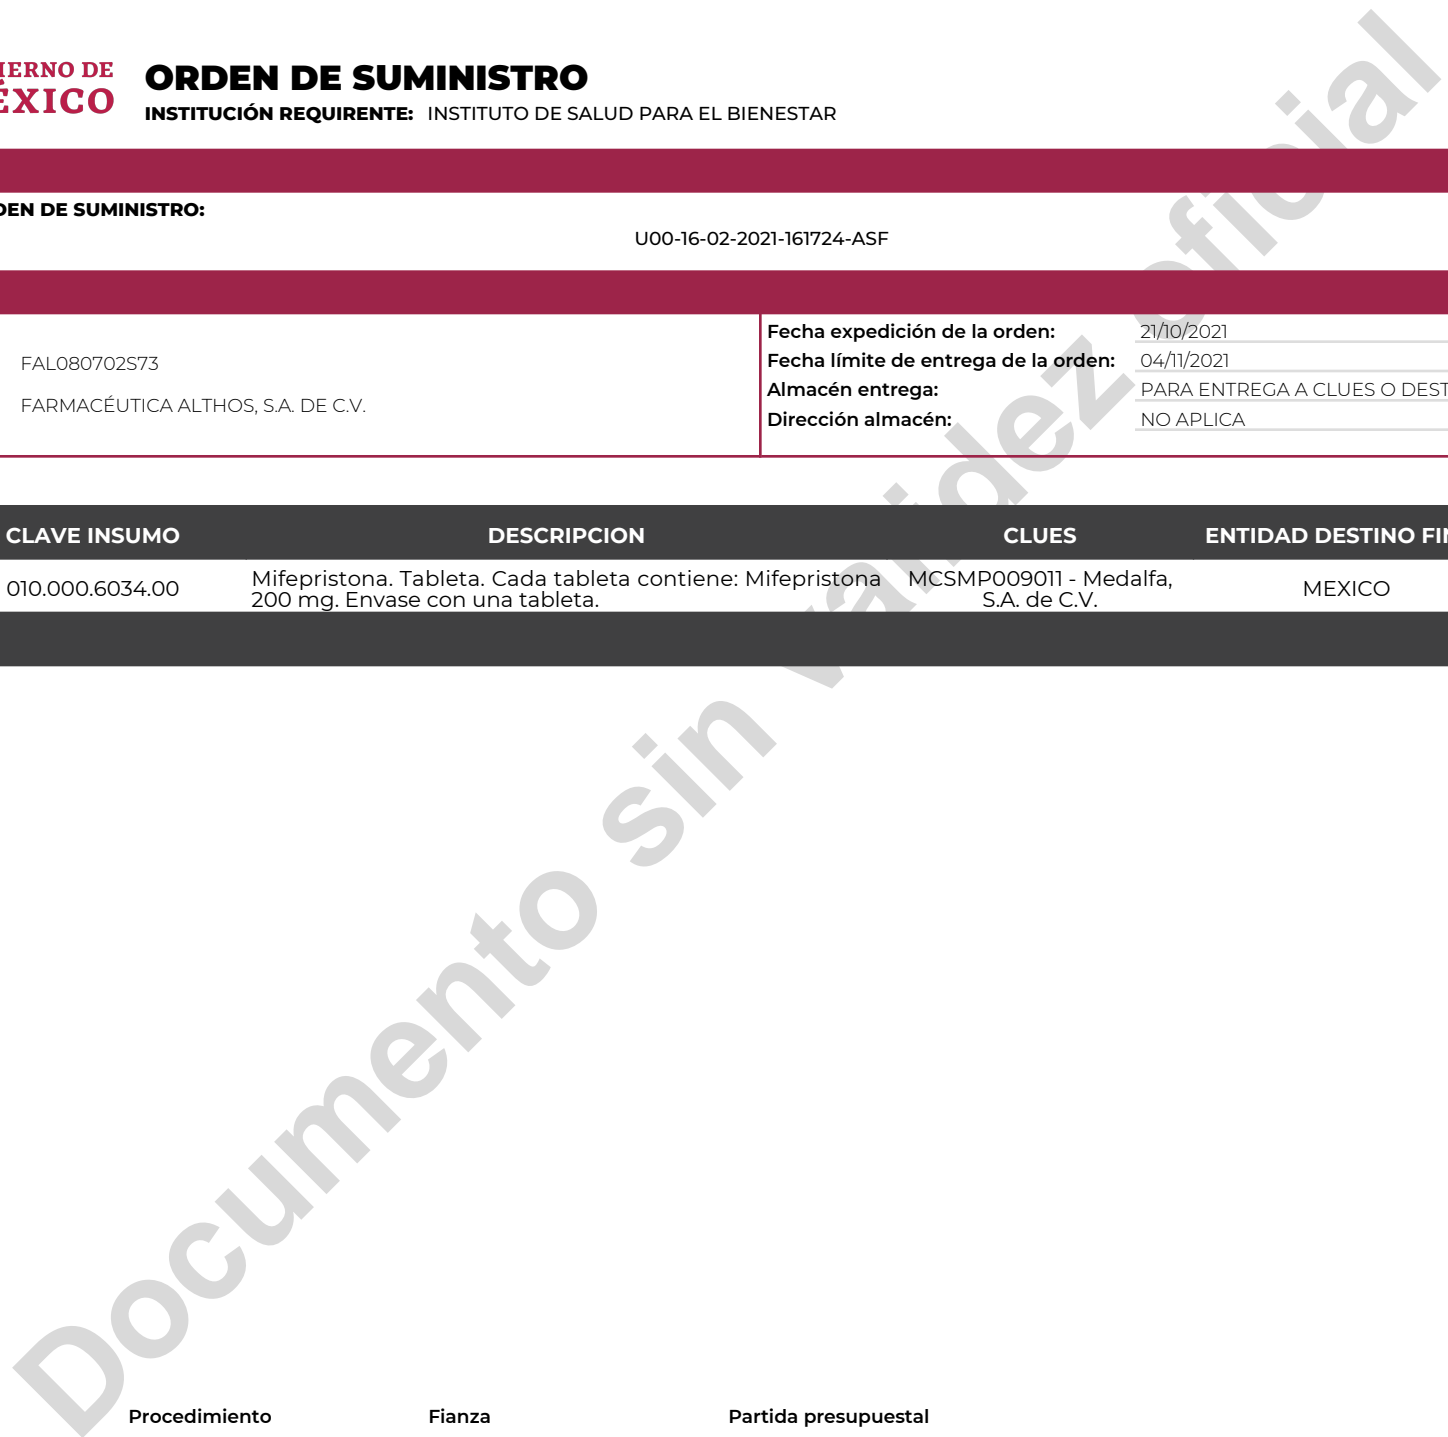 IERNO DE
ÉXICO
ORDEN DE SUMINISTRO
INSTITUCIÓN REQUIRENTE: INSTITUTO DE SALUD PARA EL BIENESTAR
DEN DE SUMINISTRO:
U00-16-02-2021-161724-ASF
FAL080702S73
FARMACÉUTICA ALTHOS, S.A. DE C.V.
Fecha expedición de la orden: 21/10/2021
Fecha límite de entrega de la orden: 04/11/2021
Almacén entrega: PARA ENTREGA A CLUES O DEST
Dirección almacén: NO APLICA
CLAVE INSUMO DESCRIPCION CLUES ENTIDAD DESTINO FIN
010.000.6034.00
Mifepristona. Tableta. Cada tableta contiene: Mifepristona
200 mg. Envase con una tableta.
MCSMP009011 - Medalfa,
S.A. de C.V.
MEXICO
Documento sin validez oficial
Procedimiento Fianza Partida presupuestal